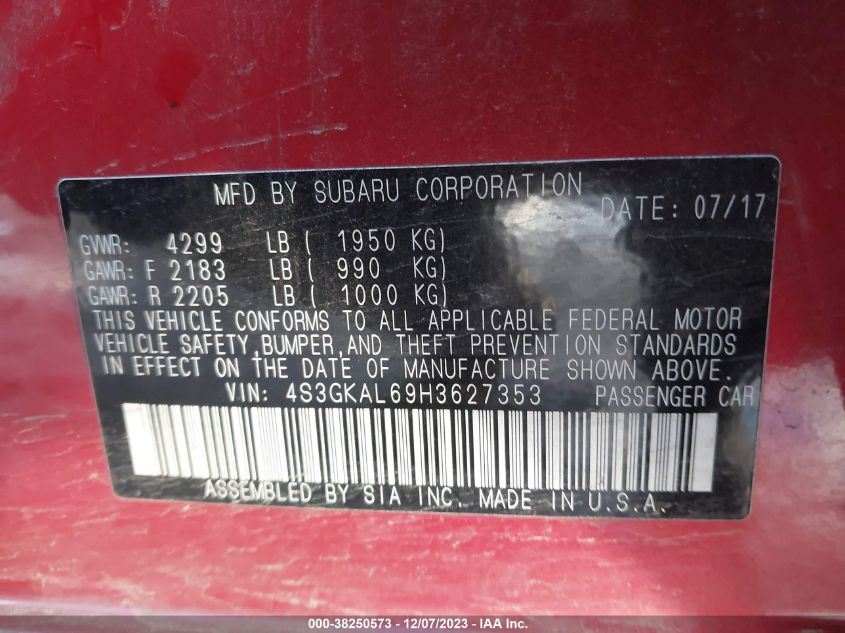 MFD BY SUBARU CORPORATION DATE: 07/17
GVWR: 4299 LB ( 1950 KG)
GAWR: F 2183 LB ( 990 KG)
GAWR: R 2205 LB ( 1000 KG)
THIS VEHICLE CONFORMS TO ALL APPLICABLE FEDERAL MOTOR
VEHICLE SAFETY,BUMPER,AND THEFT PREVENTION STANDARDS
IN EFFECT ON THE DATE OF MANUFACTURE SHOWN ABOVE.
VIN: 4S3GKAL69H3627353 PASSENGER CAR
ASSEMBLED BY SIA INC. MADE IN U.S.A.
000-38250573 - 12/07/2023 - IAA Inc.